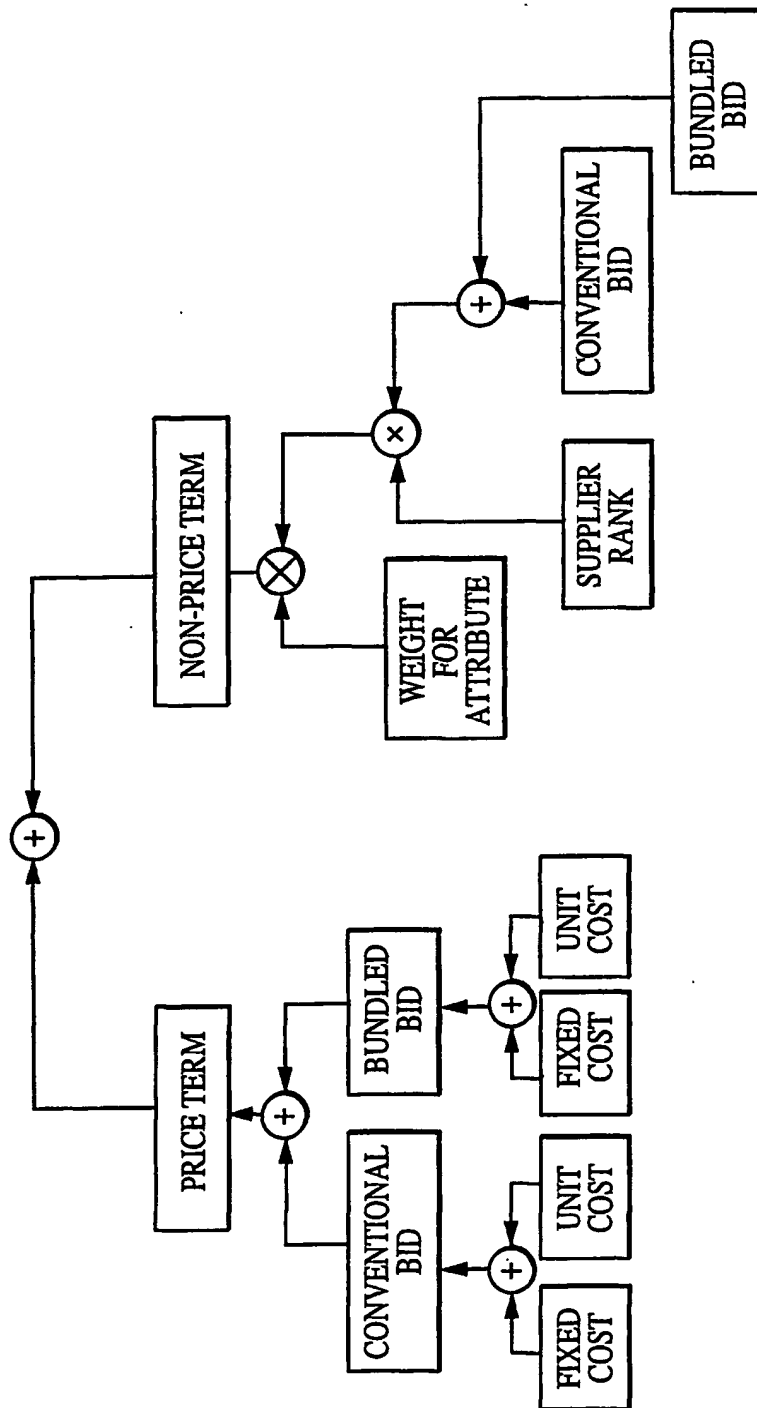 +
PRICE TERM
NON-PRICE TERM
+
×
CONVENTIONAL
BID
BUNDLED
BID
WEIGHT
FOR
ATTRIBUTE
×
+
+
+
FIXED
COST
UNIT
COST
FIXED
COST
UNIT
COST
SUPPLIER
RANK
CONVENTIONAL
BID
BUNDLED
BID